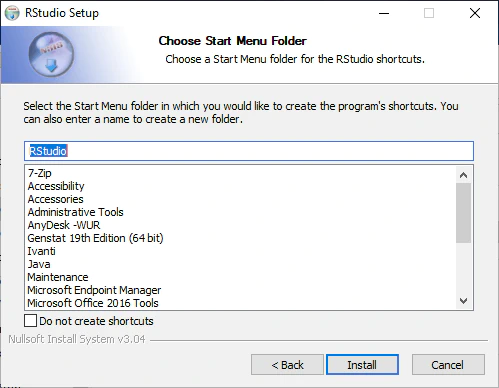 RStudio Setup
Choose Start Menu Folder
Choose a Start Menu folder for the RStudio shortcuts.
Select the Start Menu folder in which you would like to create the program's shortcuts. You
can also enter a name to create a new folder.
RStudio
7-Zip
Accessibility
Accessories
Administrative Tools
AnyDesk -WUR
Genstat 19th Edition (64 bit)
Ivanti
Java
Maintenance
Microsoft Endpoint Manager
Microsoft Office 2016 Tools
Do not create shortcuts
Nullsoft Install System v3.04
< Back
Install
Cancel